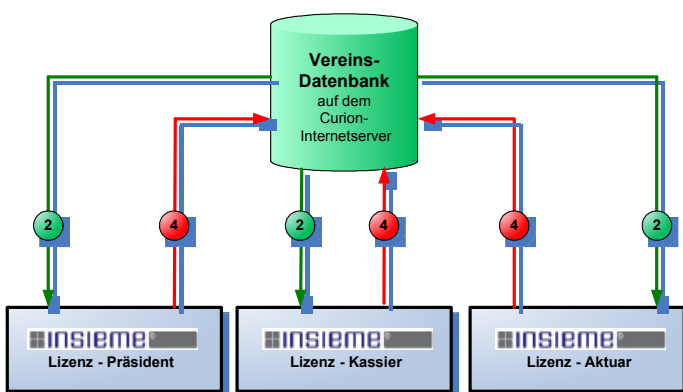 Vereins-
Datenbank
auf dem
Curion-
Internetserver
2
4
2
4
4
2
insieme
insieme
insieme
Lizenz - Präsident
Lizenz - Kassier
Lizenz - Aktuar